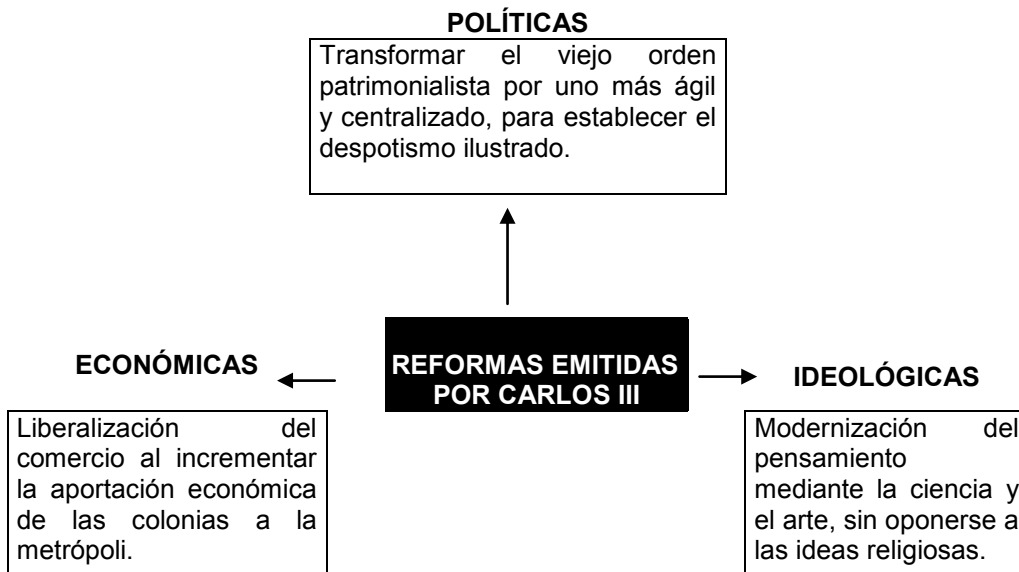 POLÍTICAS
Transformar el viejo orden
patrimonialista por uno más ágil
y centralizado, para establecer el
despotismo ilustrado.
ECONÓMICAS
Liberalización del
comercio al incrementar
la aportación económica
de las colonias a la
metrópoli.
REFORMAS EMITIDAS
POR CARLOS III
IDEOLÓGICAS
Modernización del
pensamiento
mediante la ciencia y
el arte, sin oponerse a
las ideas religiosas.